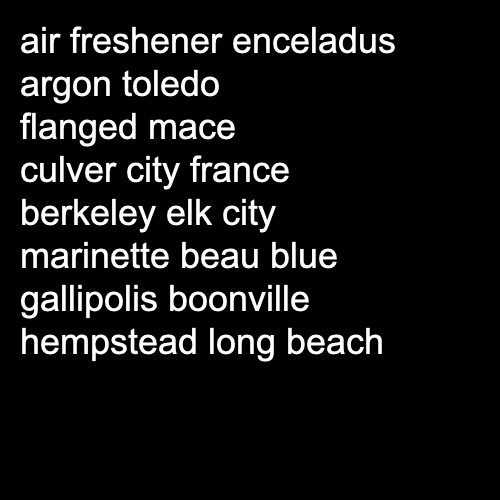 air freshener enceladus
argon toledo
flanged mace
culver city france
berkeley elk city
marinette beau blue
gallipolis boonville
hempstead long beach